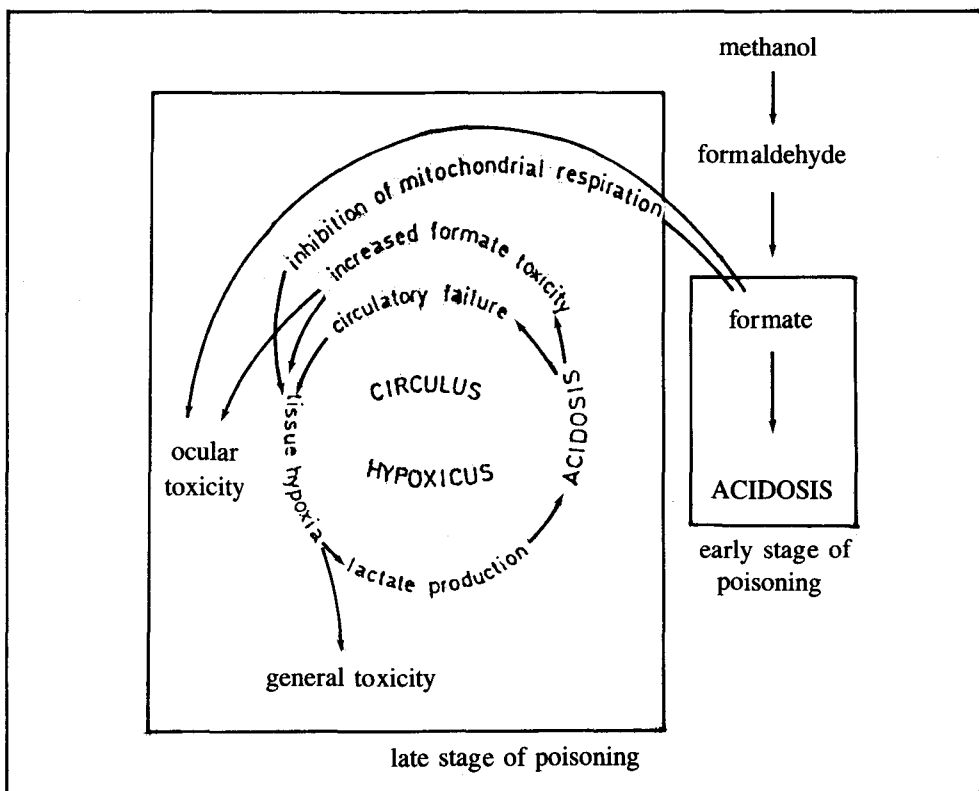 methanol
formaldehyde
formate
ACIDOSIS
early stage of
poisoning
inhibition of mitochondrial respiration
increased formate toxicity
circulatory failure
CIRCULUS
HYPOXICUS
ACIDOSIS
tissue hypoxia
lactate production
ocular
toxicity
general toxicity
late stage of poisoning